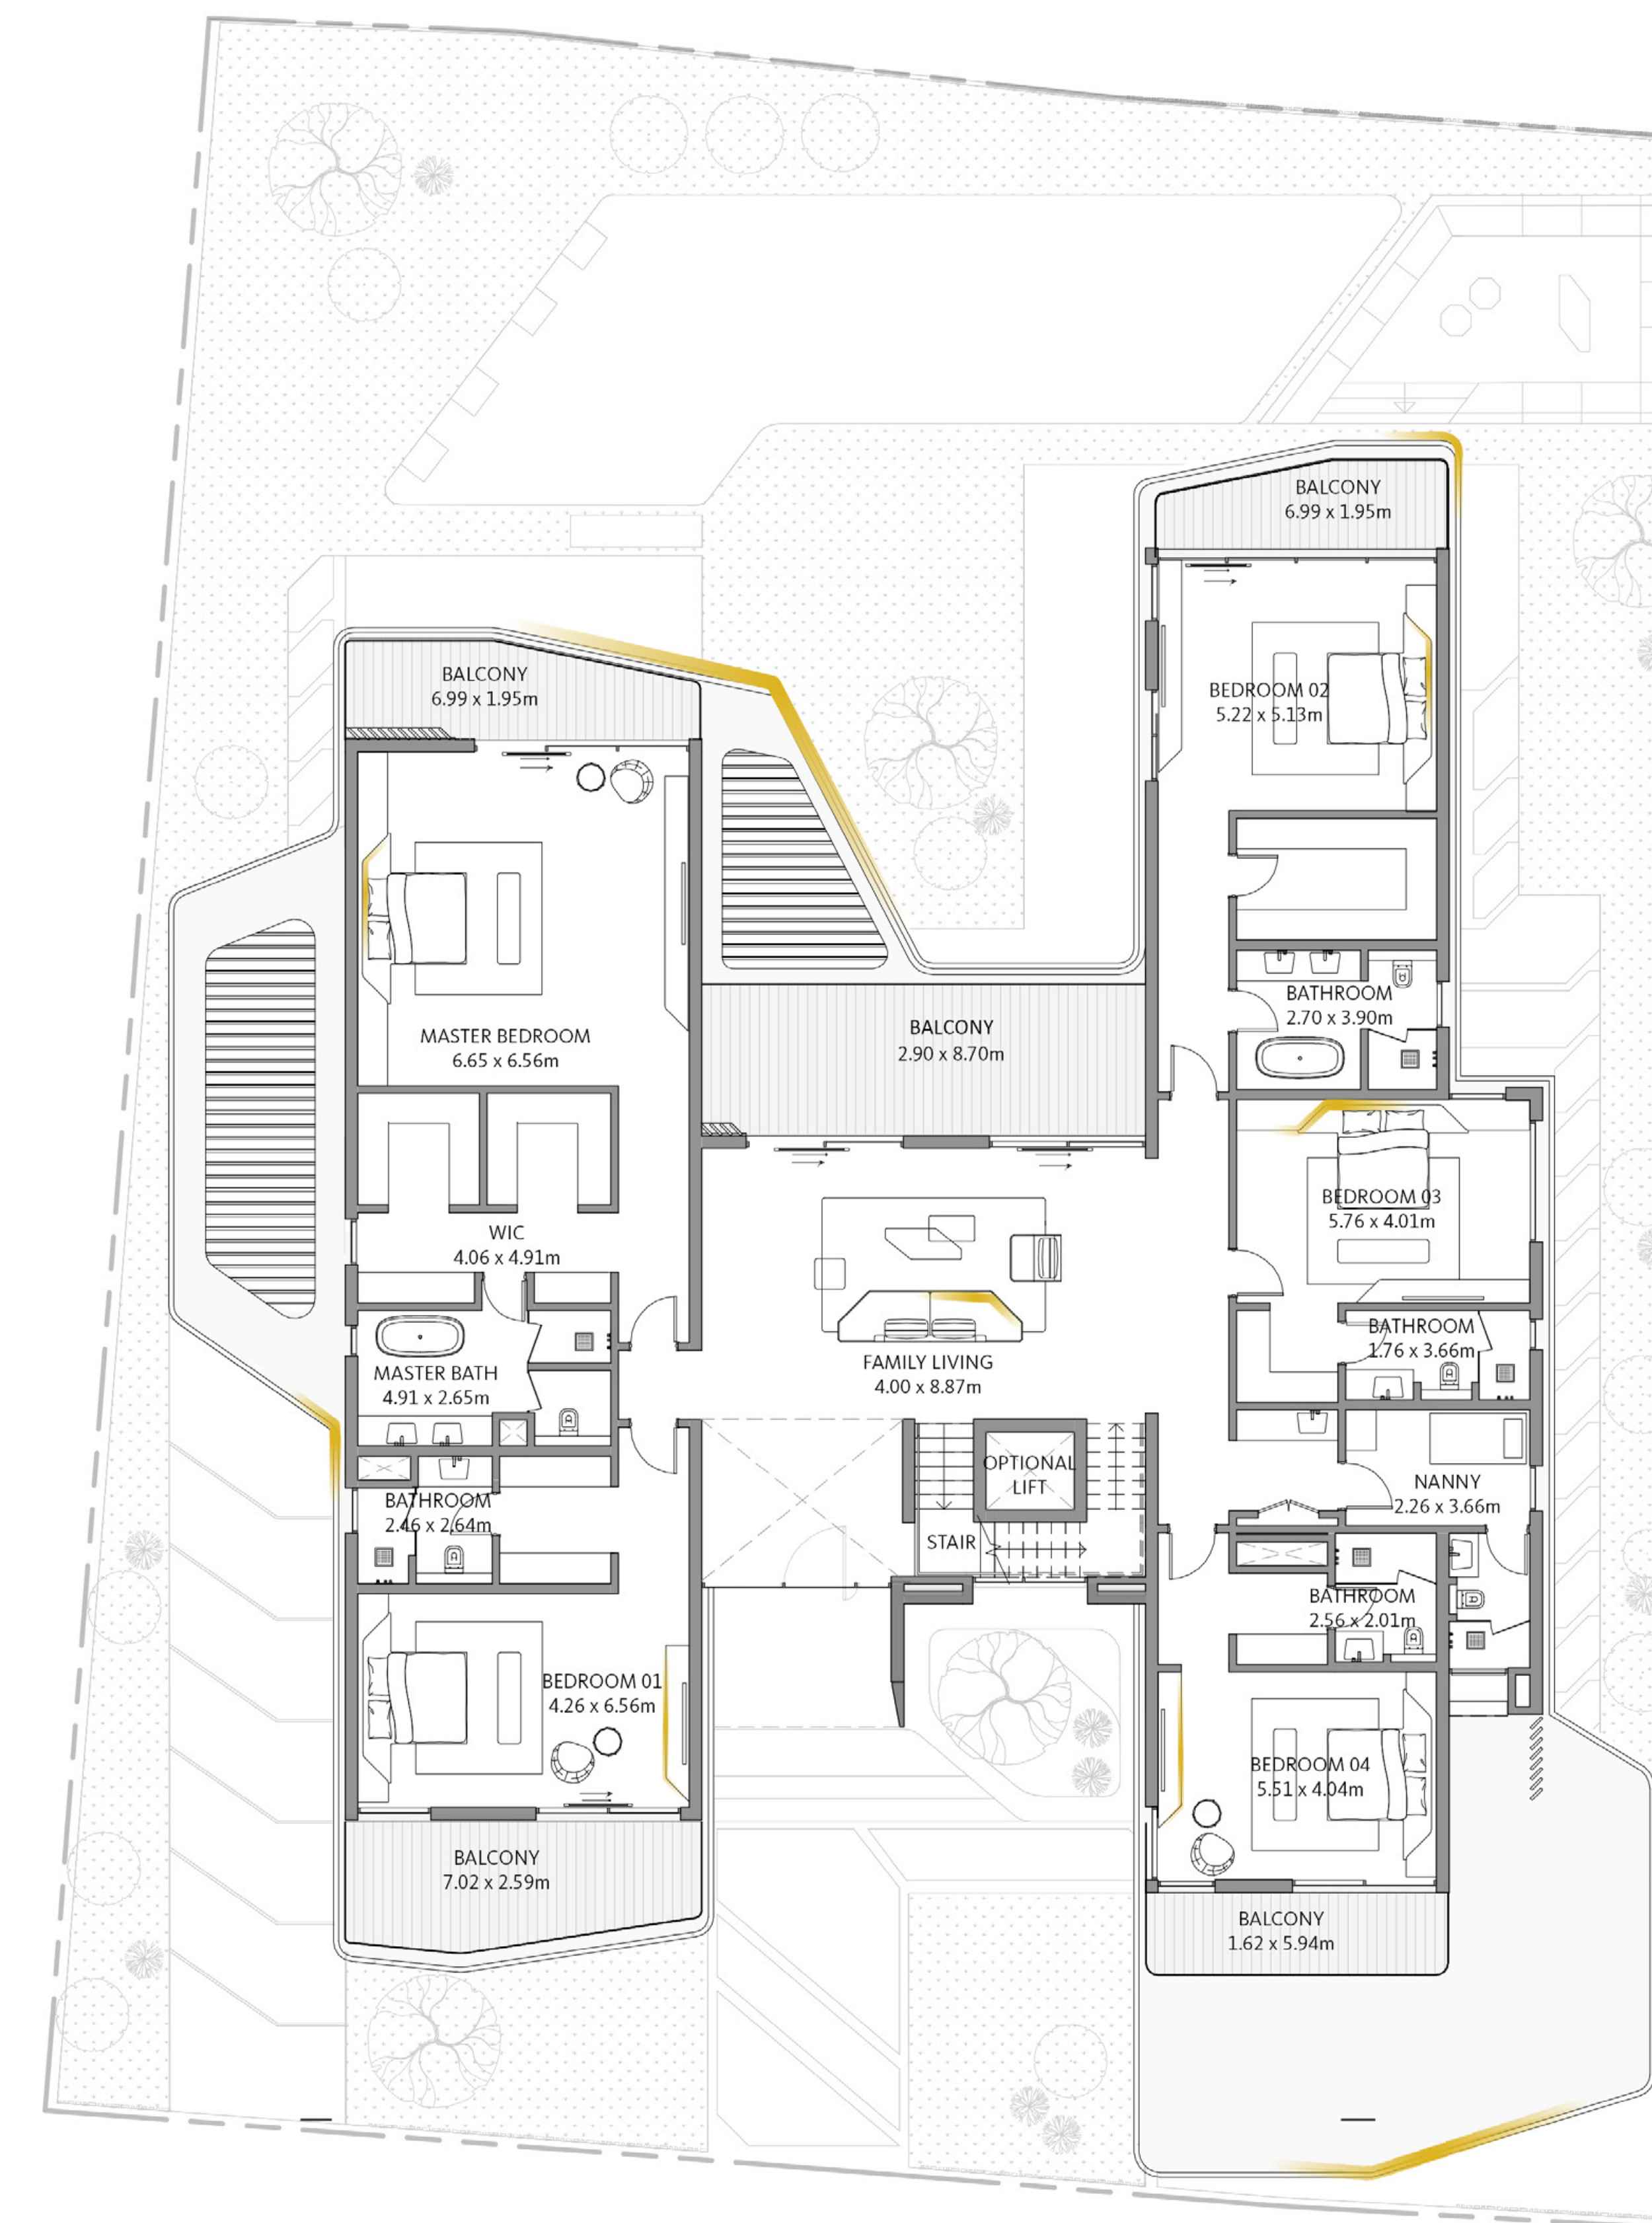 BALCONY
6.99 x 1.95m
BALCONY
6.99 x 1.95m
BEDROOM 02
5.22 x 5.13m
BATHROOM
2.70 x 3.90m
MASTER BEDROOM
6.65 x 6.56m
BALCONY
2.90 x 8.70m
BEDROOM 03
5.76 x 4.01m
WIC
4.06 x 4.91m
BATHROOM
1.76 x 3.66m
MASTER BATH
4.91 x 2.65m
FAMILY LIVING
4.00 x 8.87m
OPTIONAL
LIFT
NANNY
2.26 x 3.66m
BATHROOM
2.46 x 2.64m
STAIR
BATHROOM
2.56 x 2.01m
BEDROOM 01
4.26 x 6.56m
BEDROOM 04
5.51 x 4.04m
BALCONY
7.02 x 2.59m
BALCONY
1.62 x 5.94m